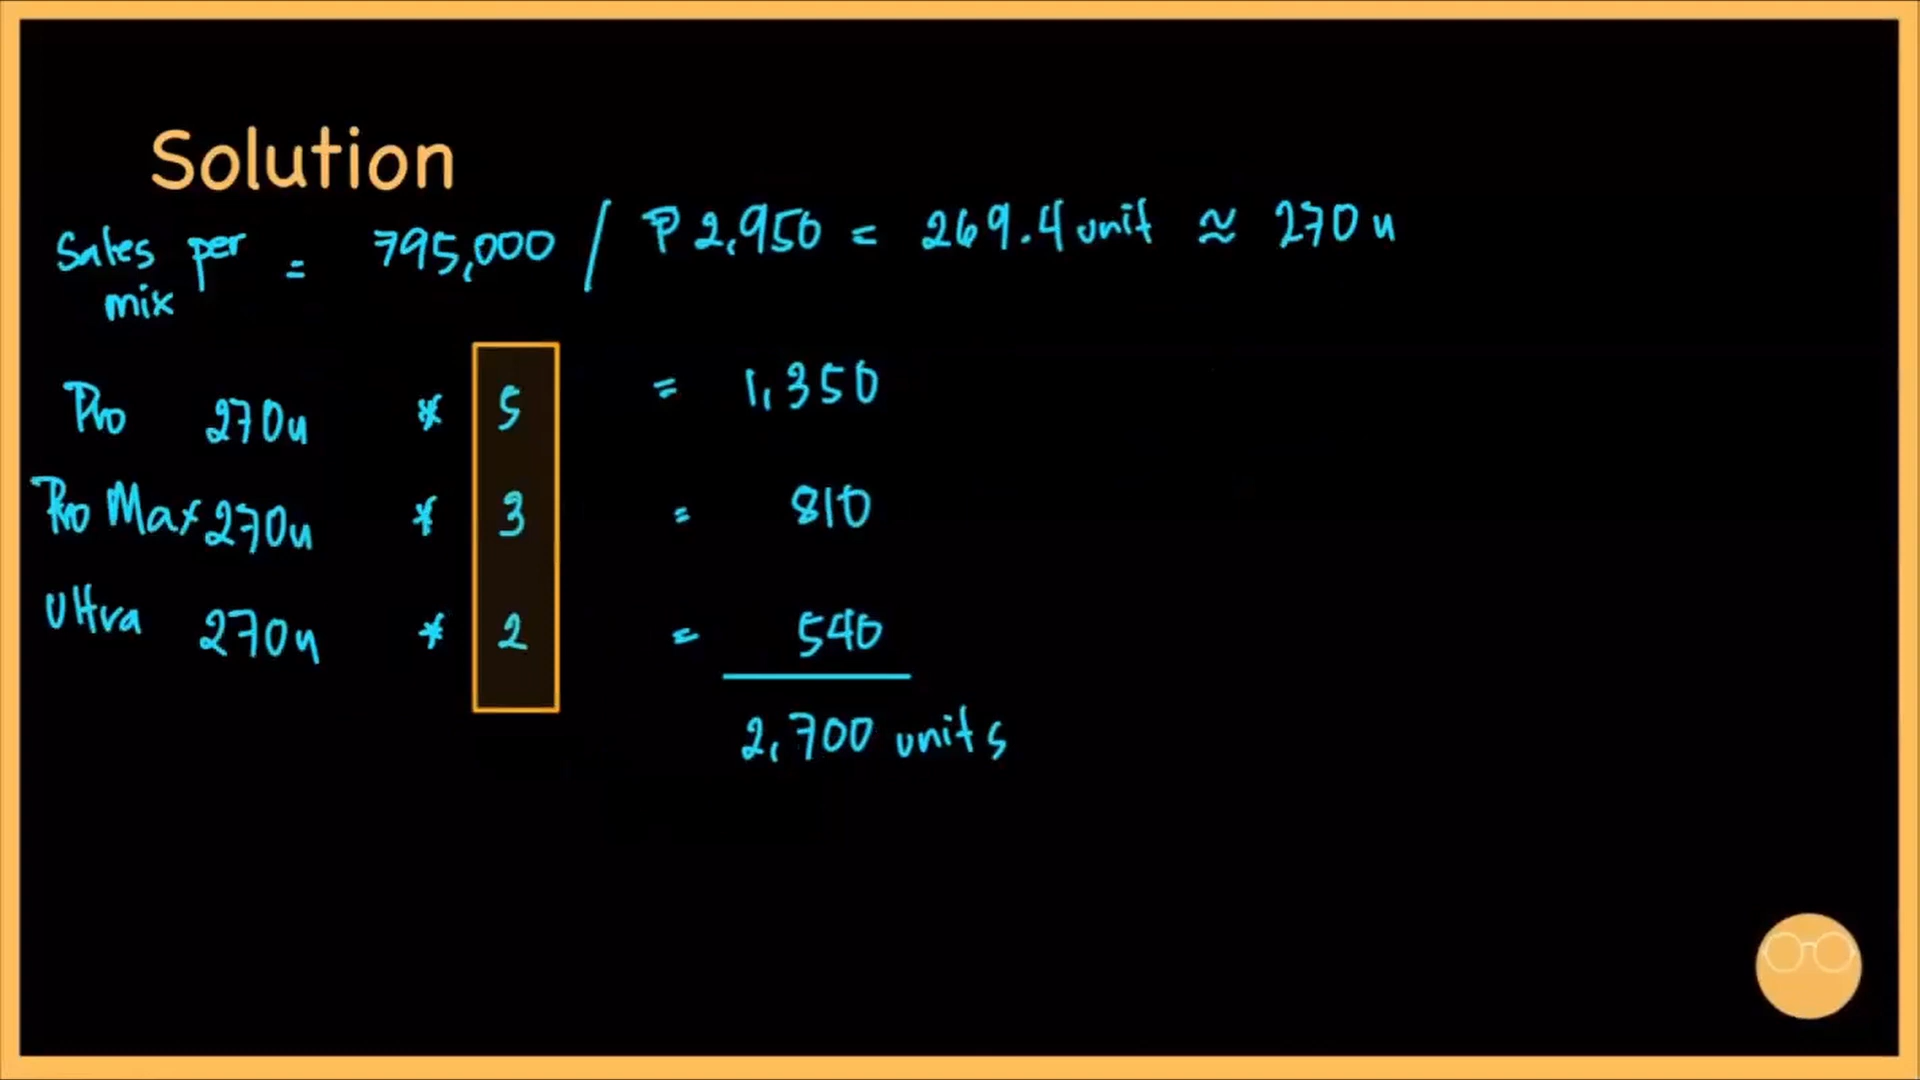 Solution
Sales per mix = 795,000 / ₱ 2,950 = 269.4 unit ≈ 270 u
Pro 270u * 5 = 1,350
Pro Max 270u * 3 = 810
Ultra 270u * 2 = 540
2,700 units